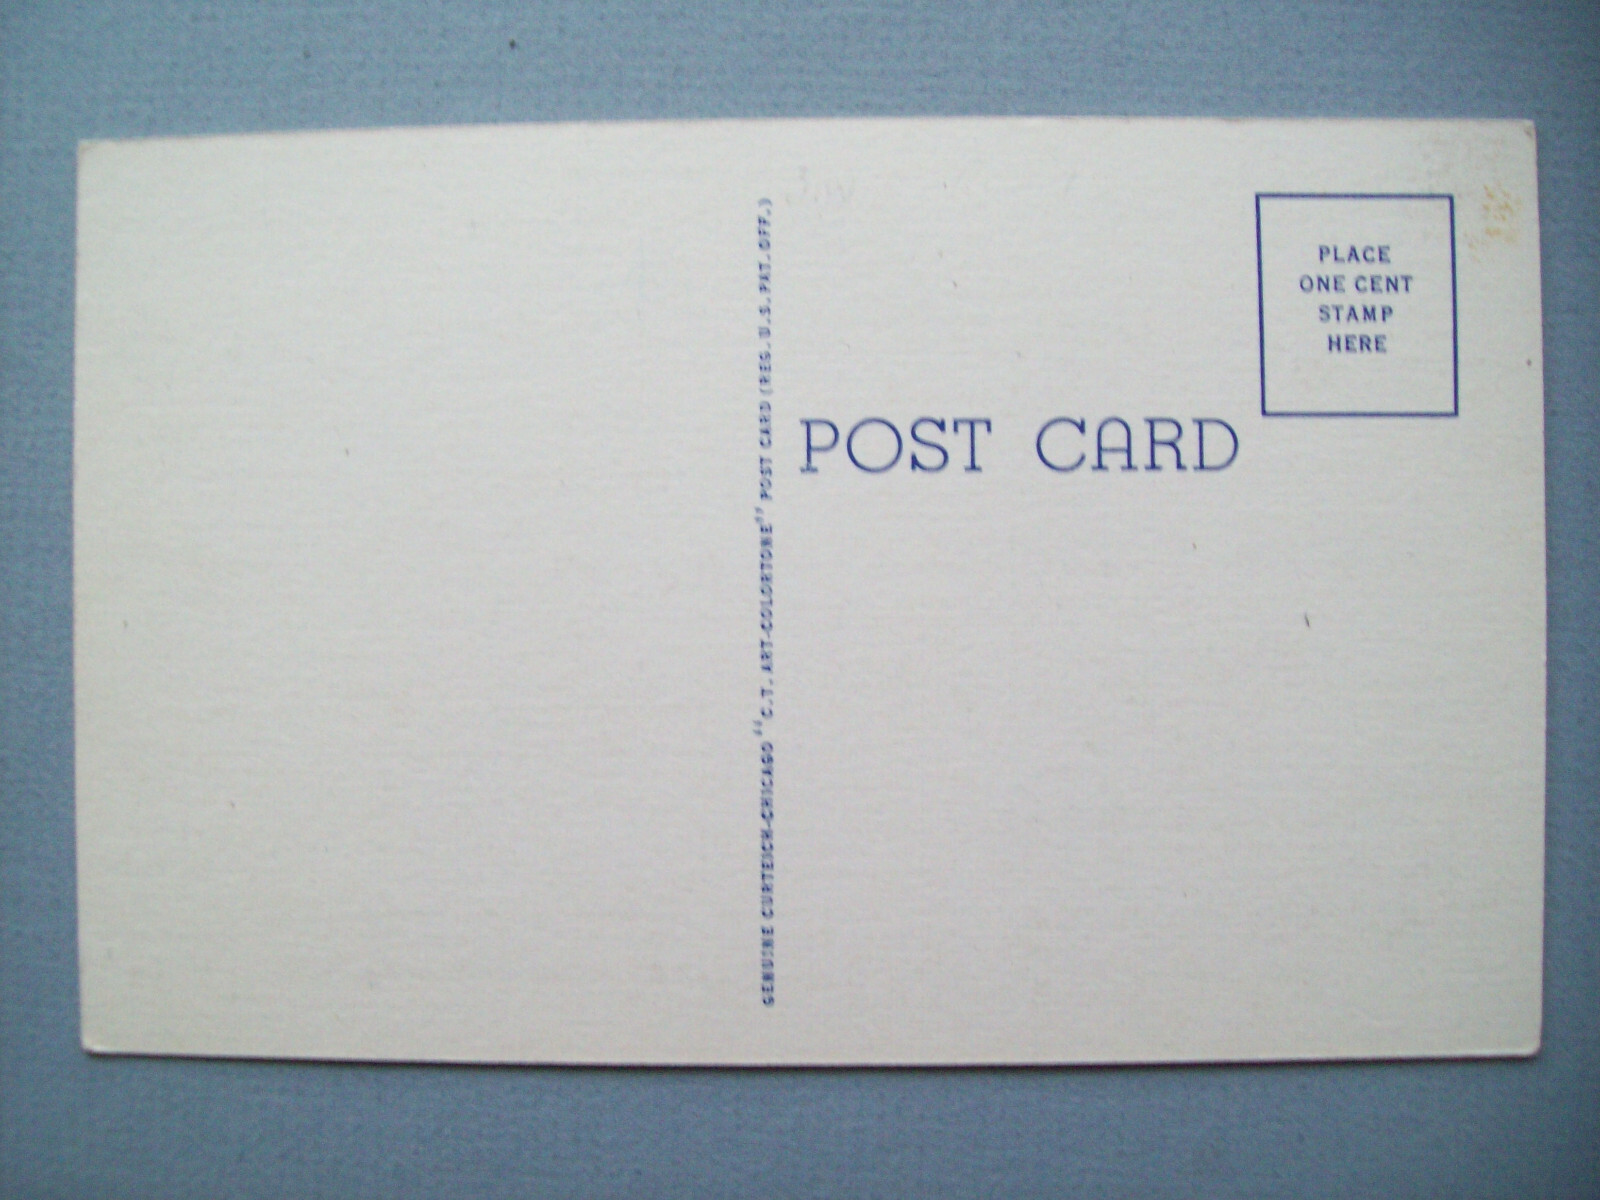 PLACE
ONE CENT
STAMP
HERE
POST CARD
GENUINE CURTEICH-CHICAGO "C.T. ART-COLORTONE" POST CARD (REG. U.S. PAT. OFF.)